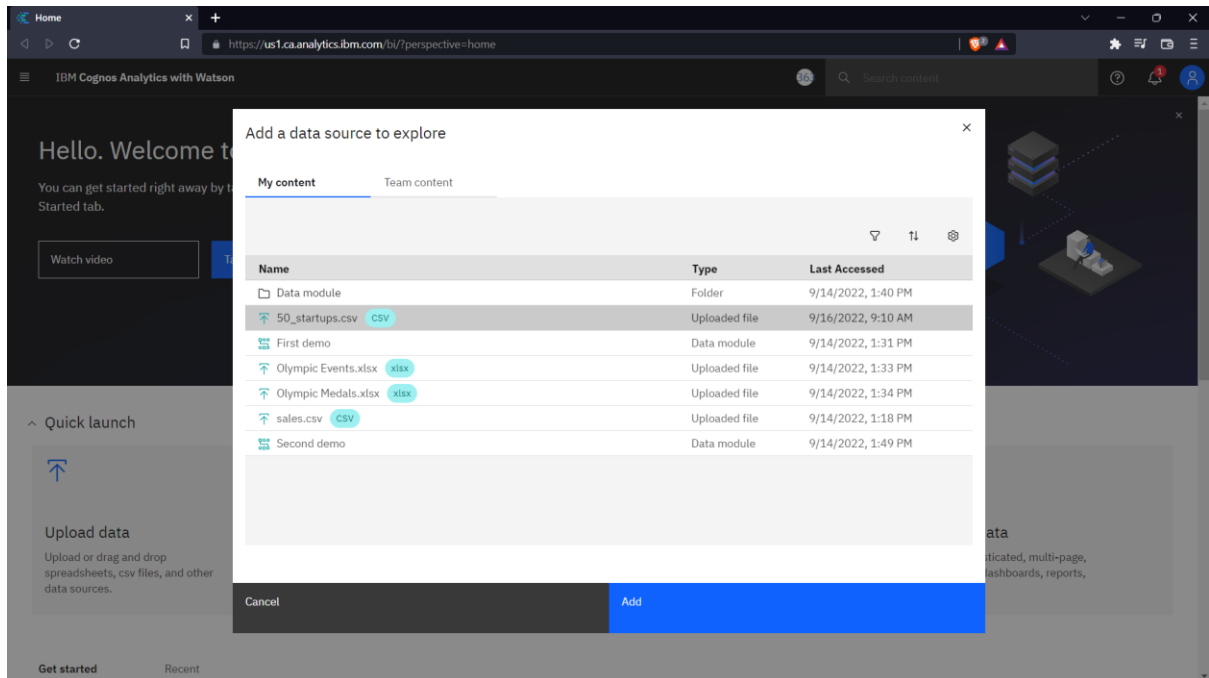 Home
https://us1.ca.analytics.ibm.com/bi/?perspective=home
IBM Cognos Analytics with Watson
Search content
1
Add a data source to explore
Hello. Welcome
My content Team content
You can get started right away by
Started tab.
Watch video
Name Type Last Accessed
Data module Folder 9/14/2022, 1:40 PM
50_startups.csv CSV Uploaded file 9/16/2022, 9:10 AM
First demo Data module 9/14/2022, 1:31 PM
Olympic Events.xlsx xlsx Uploaded file 9/14/2022, 1:33 PM
Olympic Medals.xlsx xlsx Uploaded file 9/14/2022, 1:34 PM
sales.csv CSV Uploaded file 9/14/2022, 1:18 PM
Second demo Data module 9/14/2022, 1:49 PM
Quick launch
Upload data
Upload or drag and drop
spreadsheets, csv files, and other
data sources.
ata
sticated, multi-page,
dashboards, reports,
Cancel Add
Get started Recent